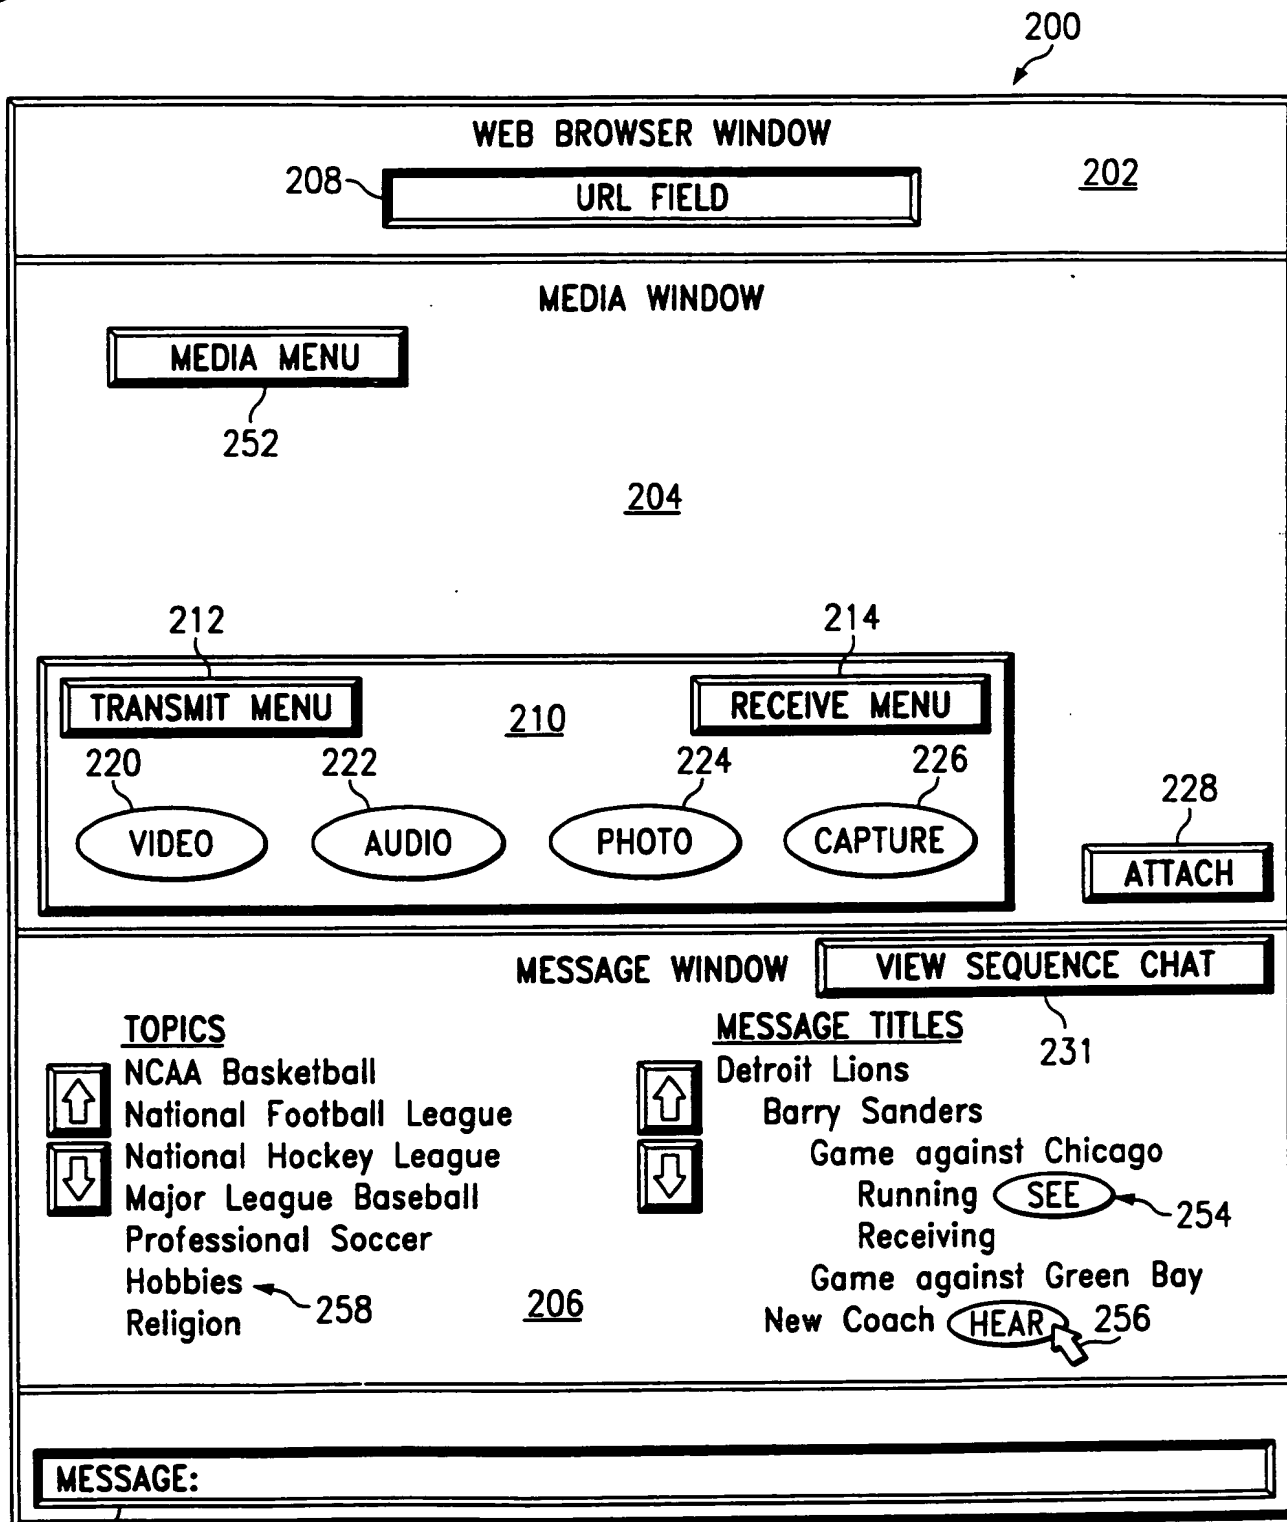 200
WEB BROWSER WINDOW
208
URL FIELD
202
MEDIA WINDOW
MEDIA MENU
252
204
212
214
TRANSMIT MENU
210
RECEIVE MENU
220
222
224
226
228
VIDEO
AUDIO
PHOTO
CAPTURE
ATTACH
MESSAGE WINDOW
VIEW SEQUENCE CHAT
231
TOPICS
NCAA Basketball
National Football League
National Hockey League
Major League Baseball
Professional Soccer
Hobbies
258
Religion
206
MESSAGE TITLES
Detroit Lions
Barry Sanders
Game against Chicago
Running SEE
254
Receiving
Game against Green Bay
New Coach HEAR
256
MESSAGE: